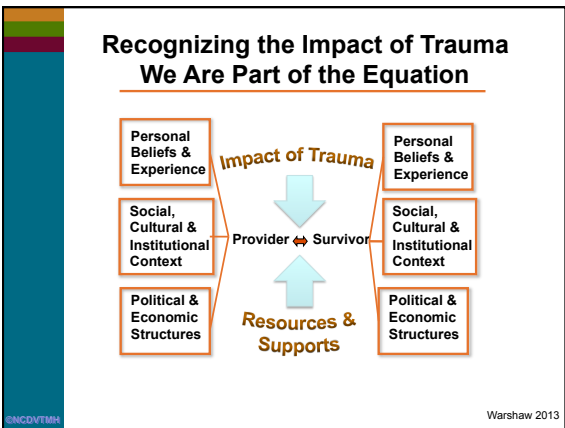 Recognizing the Impact of Trauma
We Are Part of the Equation
Personal
Beliefs &
Experience
Social,
Cultural &
Institutional
Context
Political &
Economic
Structures
Impact of Trauma
Provider ⇔ Survivor
Resources &
Supports
Personal
Beliefs &
Experience
Social,
Cultural &
Institutional
Context
Political &
Economic
Structures
©NCDVTMH
Warshaw 2013